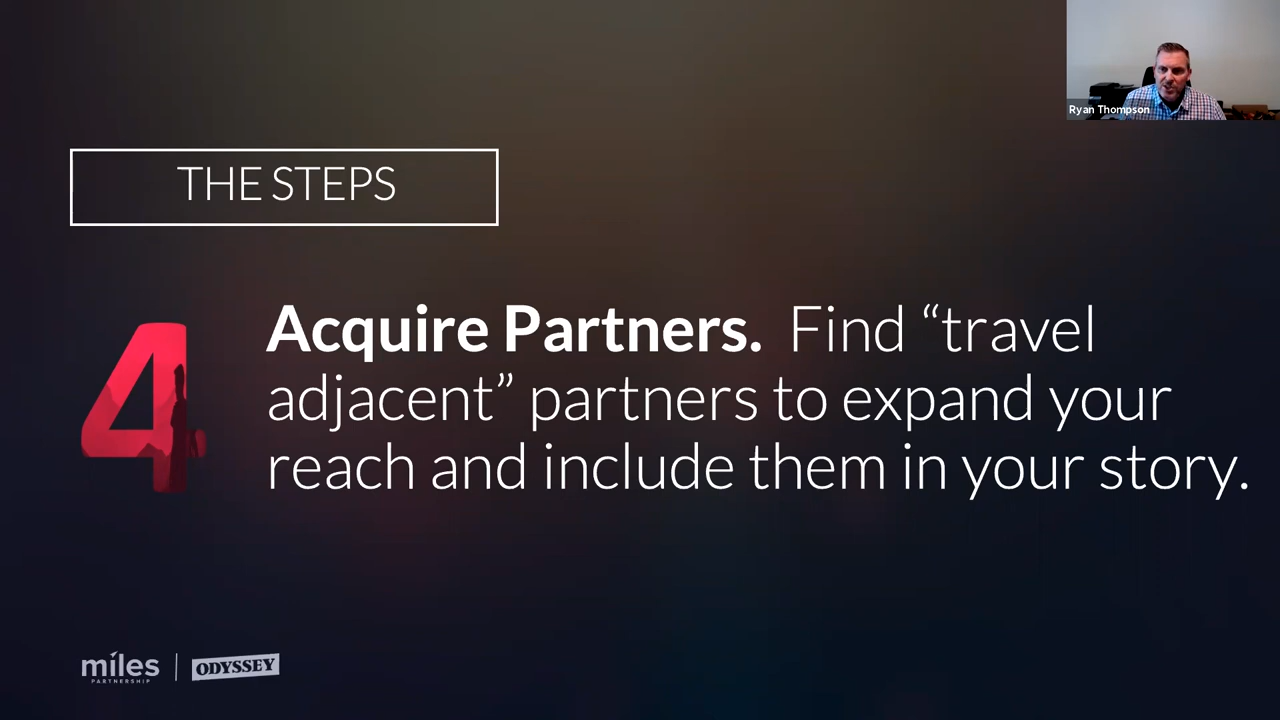 Ryan Thompson
THE STEPS
4
Acquire Partners. Find “travel
adjacent” partners to expand your
reach and include them in your story.
miles
PARTNERSHIP
ODYSSEY